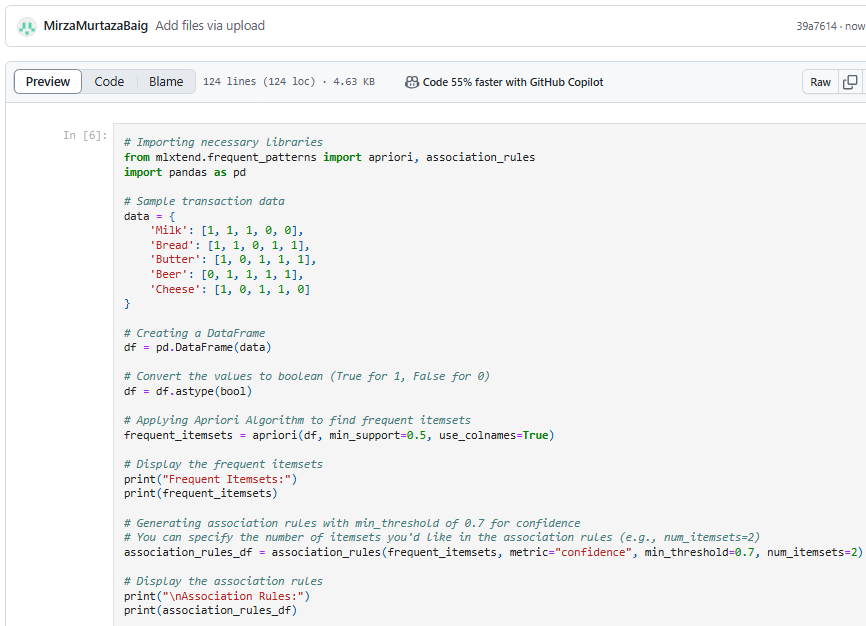 MirzaMurtazaBaig Add files via upload 39a7614 · now
Preview Code Blame 124 lines (124 loc) · 4.63 KB Code 55% faster with GitHub Copilot Raw
In [6]:
# Importing necessary libraries
from mlxtend.frequent_patterns import apriori, association_rules
import pandas as pd
# Sample transaction data
data = {
    'Milk': [1, 1, 1, 0, 0],
    'Bread': [1, 1, 0, 1, 1],
    'Butter': [1, 0, 1, 1, 1],
    'Beer': [0, 1, 1, 1, 1],
    'Cheese': [1, 0, 1, 1, 0]
}
# Creating a DataFrame
df = pd.DataFrame(data)
# Convert the values to boolean (True for 1, False for 0)
df = df.astype(bool)
# Applying Apriori Algorithm to find frequent itemsets
frequent_itemsets = apriori(df, min_support=0.5, use_colnames=True)
# Display the frequent itemsets
print("Frequent Itemsets:")
print(frequent_itemsets)
# Generating association rules with min_threshold of 0.7 for confidence
# You can specify the number of itemsets you'd like in the association rules (e.g., num_itemsets=2)
association_rules_df = association_rules(frequent_itemsets, metric="confidence", min_threshold=0.7, num_itemsets=2)
# Display the association rules
print("\nAssociation Rules:")
print(association_rules_df)